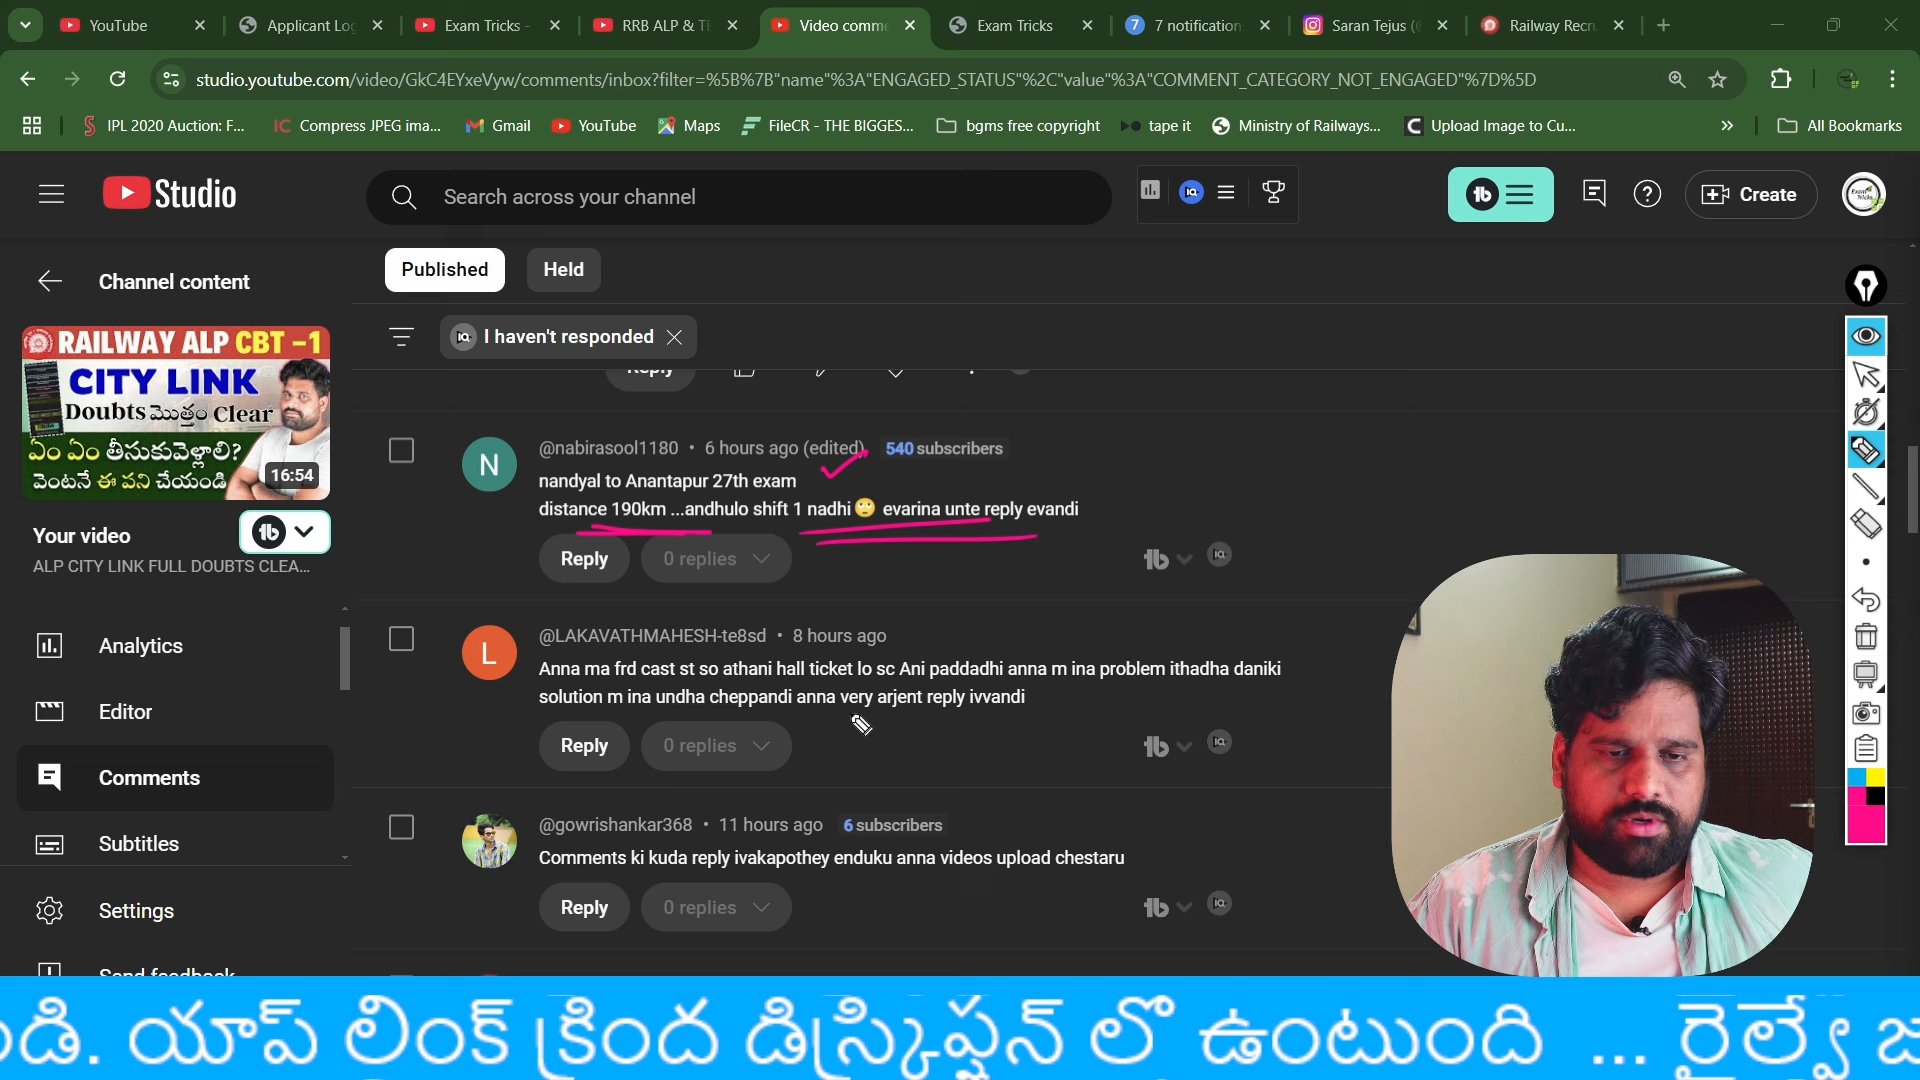 YouTube
Applicant Log
Exam Tricks -
RRB ALP & TE
Video comme
Exam Tricks
7 notification
Saran Tejus (
Railway Recru
studio.youtube.com/video/GkC4EYxeVyw/comments/inbox?filter=%5B%7B"name"%3A"ENGAGED_STATUS"%2C"value"%3A"COMMENT_CATEGORY_NOT_ENGAGED"%7D%5D
IPL 2020 Auction: F...
Compress JPEG ima...
Gmail
YouTube
Maps
FileCR - THE BIGGES...
bgms free copyright
tape it
Ministry of Railways...
Upload Image to Cu...
All Bookmarks
Studio
Search across your channel
Create
Channel content
Published
Held
I haven't responded
RAILWAY ALP CBT -1
CITY LINK
Doubts మొత్తం Clear
ఏం ఏం తీసుకువెళ్లాలి?
వెంటనే ఈ పని చేయండి
16:54
Your video
ALP CITY LINK FULL DOUBTS CLEA...
Analytics
Editor
Comments
Subtitles
Settings
Send feedback
Reply
N
@nabirasool1180 • 6 hours ago (edited) 540 subscribers
nandyal to Anantapur 27th exam
distance 190km ...andhulo shift 1 nadhi🙄 evarina unte reply evandi
Reply
0 replies
L
@LAKAVATHMAHESH-te8sd • 8 hours ago
Anna ma frd cast st so athani hall ticket lo sc Ani paddadhi anna m ina problem ithadha daniki
solution m ina undha cheppandi anna very arjent reply ivvandi
Reply
0 replies
@gowrishankar368 • 11 hours ago 6 subscribers
Comments ki kuda reply ivakapothey enduku anna videos upload chestaru
Reply
0 replies
ండి. యాప్ లింక్ క్రింద డిస్క్రిప్షన్ లో ఉంటుంది ... రైల్వే జ